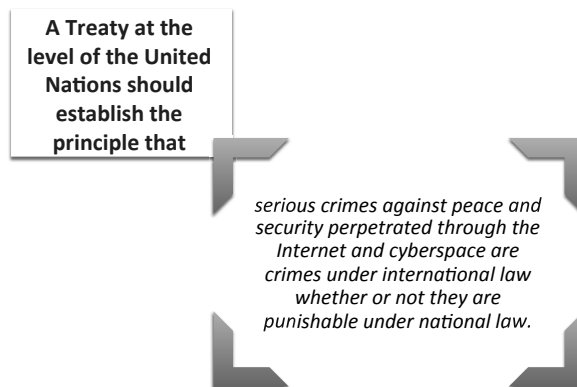 A Treaty at the
level of the United
Nations should
establish the
principle that
serious crimes against peace and
security perpetrated through the
Internet and cyberspace are
crimes under international law
whether or not they are
punishable under national law.